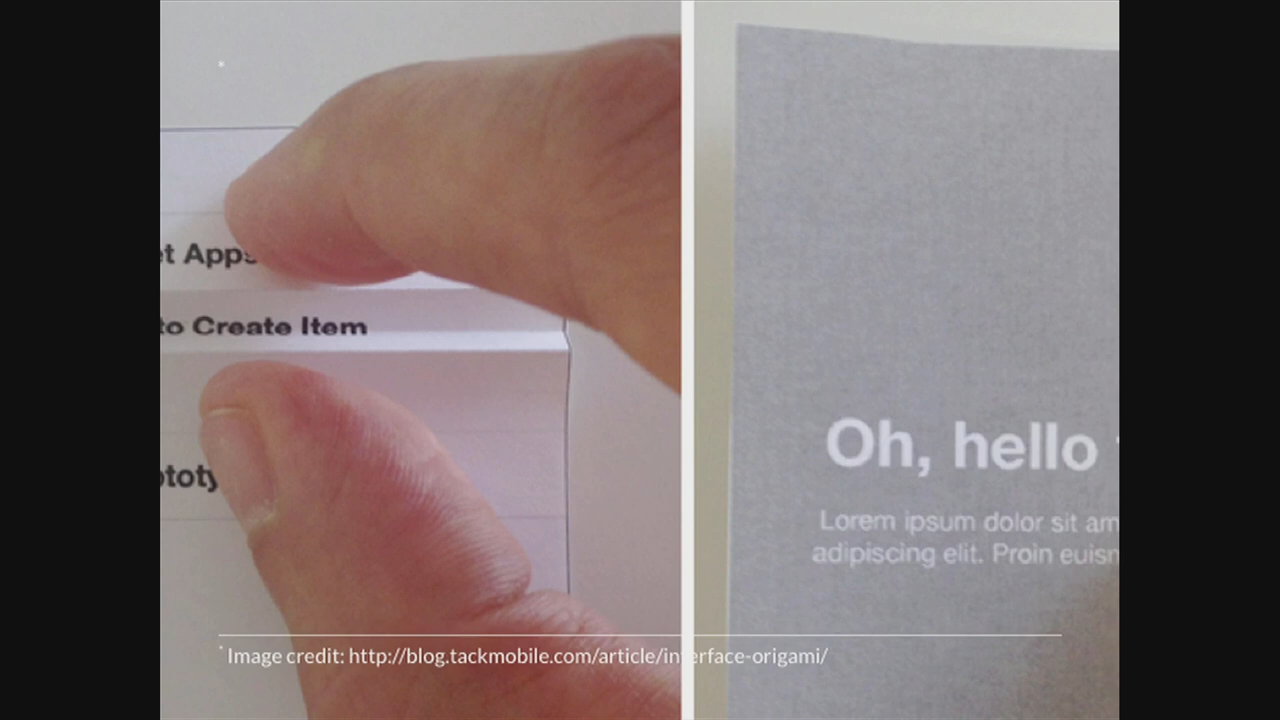 et Apps
to Create Item
Oh, hello
Lorem ipsum dolor sit am
adipiscing elit. Proin euism
Image credit: http://blog.tackmobile.com/article/interface-origami/